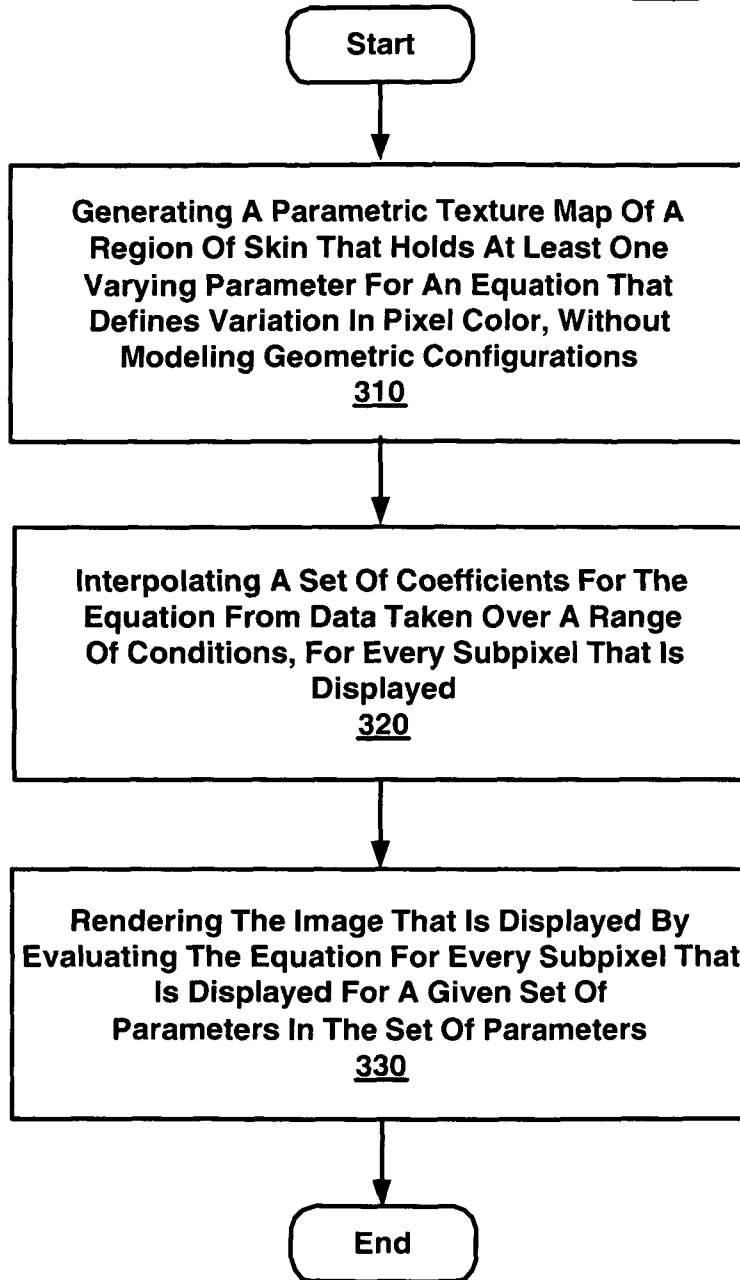 Start
Generating A Parametric Texture Map Of A
Region Of Skin That Holds At Least One
Varying Parameter For An Equation That
Defines Variation In Pixel Color, Without
Modeling Geometric Configurations
310
Interpolating A Set Of Coefficients For The
Equation From Data Taken Over A Range
Of Conditions, For Every Subpixel That Is
Displayed
320
Rendering The Image That Is Displayed By
Evaluating The Equation For Every Subpixel That
Is Displayed For A Given Set Of
Parameters In The Set Of Parameters
330
End